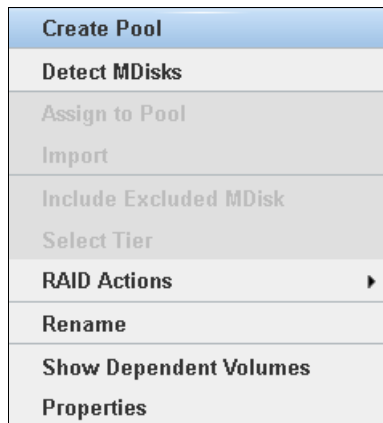 Create Pool
Detect MDisks
Assign to Pool
Import
Include Excluded MDisk
Select Tier
RAID Actions
Rename
Show Dependent Volumes
Properties